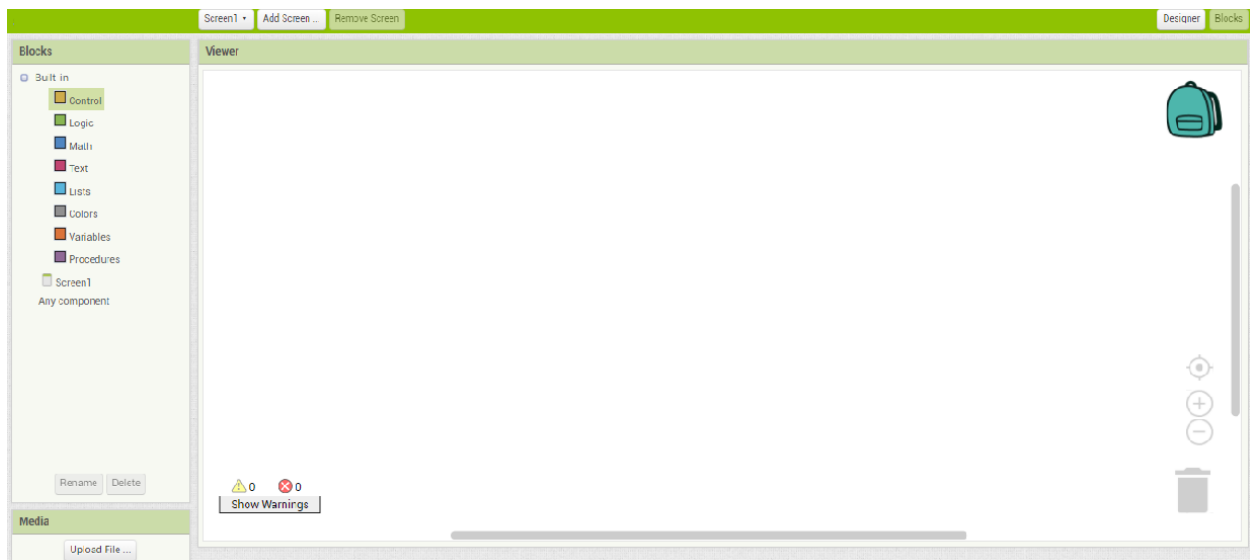 Screen1 Add Screen ... Remove Screen Designer Blocks
Blocks
Built in
Control
Logic
Math
Text
Lists
Colors
Variables
Procedures
Screen1
Any component
Rename Delete
Media
Upload File ...
Viewer
0 0
Show Warnings